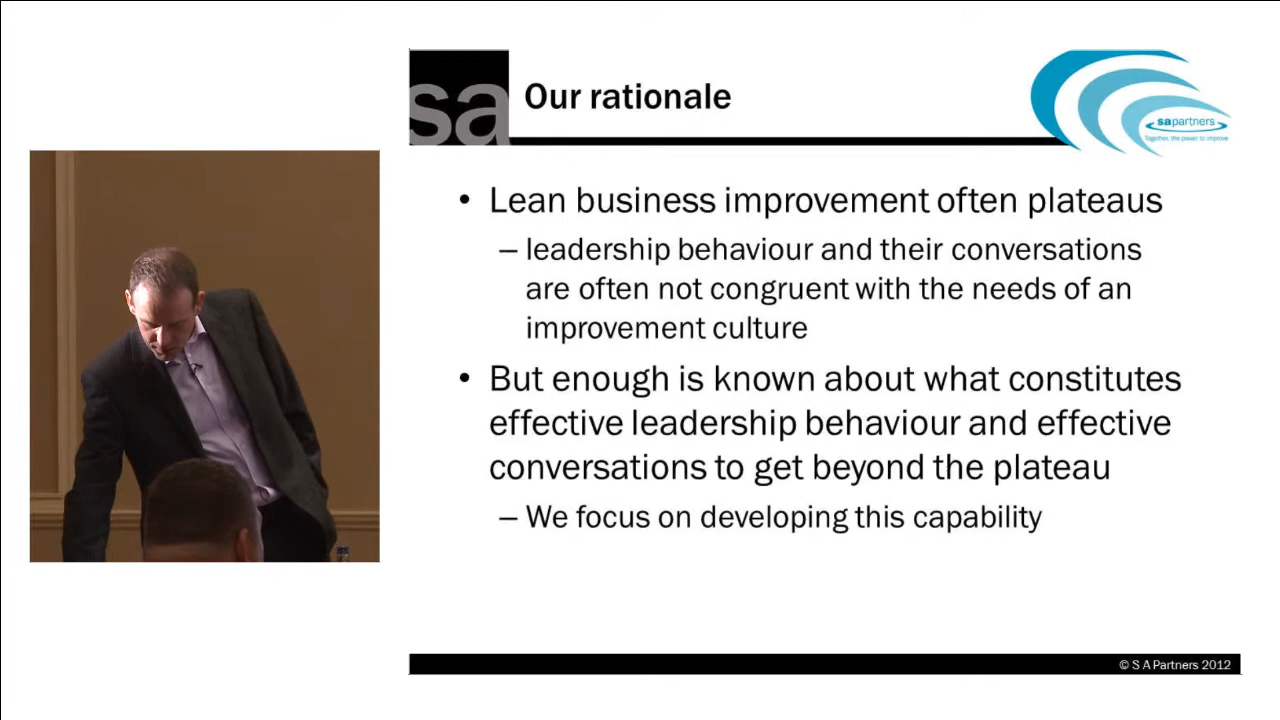 sa
Our rationale
sapartners
Together, the power to improve
• Lean business improvement often plateaus
– leadership behaviour and their conversations
are often not congruent with the needs of an
improvement culture
• But enough is known about what constitutes
effective leadership behaviour and effective
conversations to get beyond the plateau
– We focus on developing this capability
© S A Partners 2012